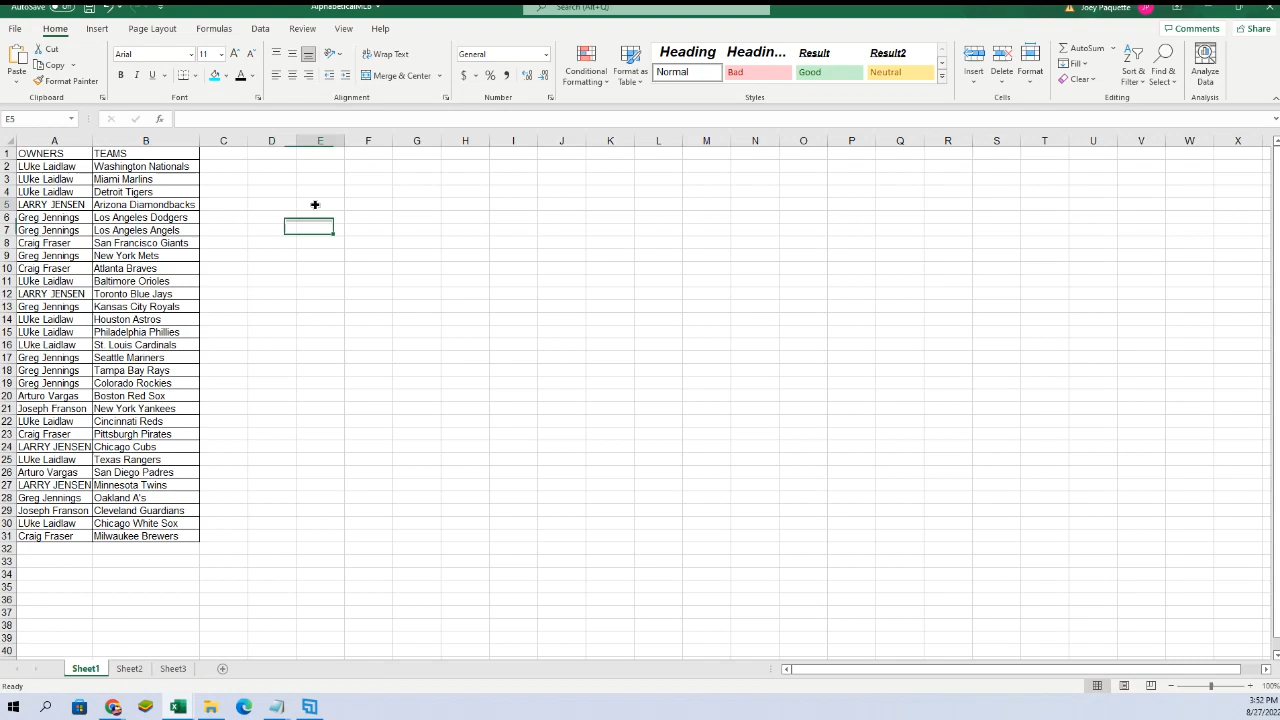 AutoSave Off AlphabeticalMLB Search (Alt+Q) Joey Paquette JP
File Home Insert Page Layout Formulas Data Review View Help Comments Share
Paste Cut Copy Format Painter Clipboard
Arial 11 A A B I U A Font
Wrap Text Merge & Center Alignment
General $ % , Number
Conditional Formatting Format as Table
Heading Headin... Result Result2
Normal Bad Good Neutral
Styles
Insert Delete Format Cells
AutoSum Fill Clear Sort & Filter Find & Select Editing
Analyze Data Analysis
E5
A B C D E F G H I J K L M N O P Q R S T U V W X
1 OWNERS TEAMS
2 LUke Laidlaw Washington Nationals
3 LUke Laidlaw Miami Marlins
4 LUke Laidlaw Detroit Tigers
5 LARRY JENSEN Arizona Diamondbacks
6 Greg Jennings Los Angeles Dodgers
7 Greg Jennings Los Angeles Angels
8 Craig Fraser San Francisco Giants
9 Greg Jennings New York Mets
10 Craig Fraser Atlanta Braves
11 LUke Laidlaw Baltimore Orioles
12 LARRY JENSEN Toronto Blue Jays
13 Greg Jennings Kansas City Royals
14 LUke Laidlaw Houston Astros
15 LUke Laidlaw Philadelphia Phillies
16 LUke Laidlaw St. Louis Cardinals
17 Greg Jennings Seattle Mariners
18 Greg Jennings Tampa Bay Rays
19 Greg Jennings Colorado Rockies
20 Arturo Vargas Boston Red Sox
21 Joseph Franson New York Yankees
22 LUke Laidlaw Cincinnati Reds
23 Craig Fraser Pittsburgh Pirates
24 LARRY JENSEN Chicago Cubs
25 LUke Laidlaw Texas Rangers
26 Arturo Vargas San Diego Padres
27 LARRY JENSEN Minnesota Twins
28 Greg Jennings Oakland A's
29 Joseph Franson Cleveland Guardians
30 LUke Laidlaw Chicago White Sox
31 Craig Fraser Milwaukee Brewers
32
33
34
35
36
37
38
39
40
Sheet1 Sheet2 Sheet3
Ready 100%
3:52 PM